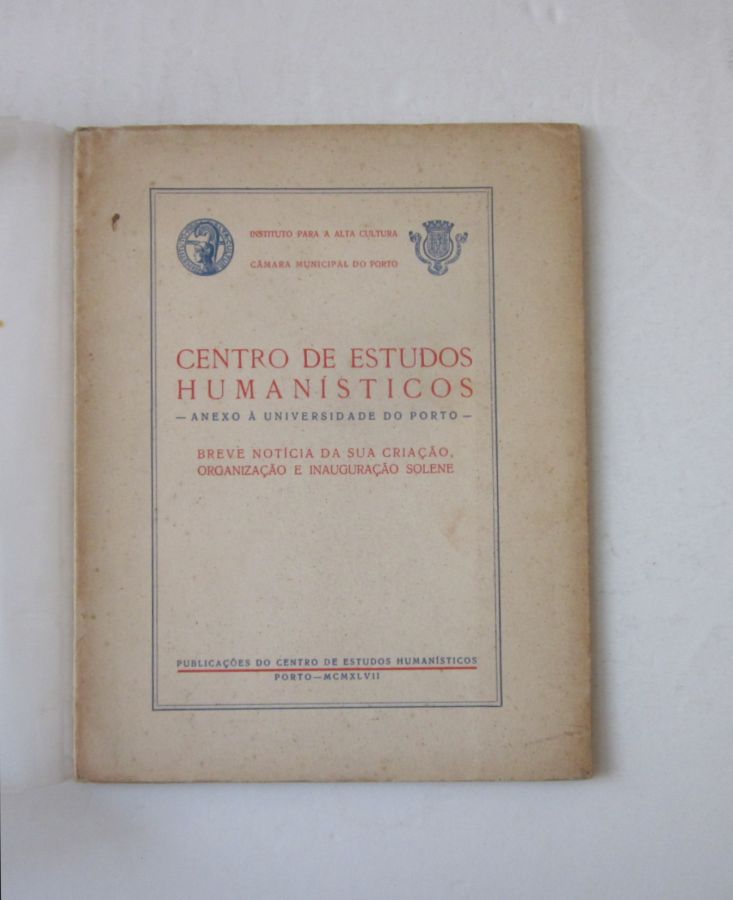 INSTITUTO PARA A ALTA CULTURA
CÂMARA MUNICIPAL DO PORTO
CENTRO DE ESTUDOS
HUMANÍSTICOS
— ANEXO À UNIVERSIDADE DO PORTO —
BREVE NOTÍCIA DA SUA CRIAÇÃO,
ORGANIZAÇÃO E INAUGURAÇÃO SOLENE
PUBLICAÇÕES DO CENTRO DE ESTUDOS HUMANÍSTICOS
PORTO—MCMXLVII